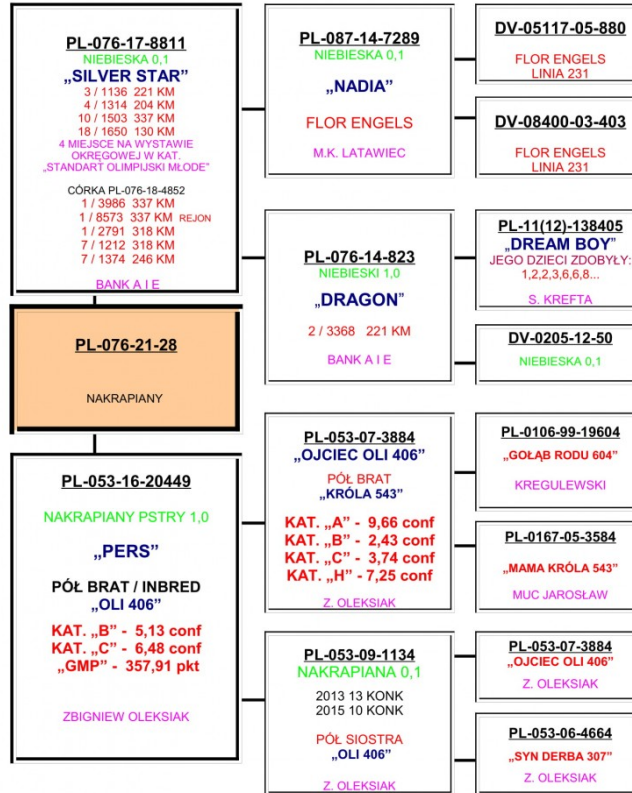 PL-076-17-8811
NIEBIESKA 0,1
„SILVER STAR”
3 / 1136 221 KM
4 / 1314 204 KM
10 / 1503 337 KM
18 / 1650 130 KM
4 MIEJSCE NA WYSTAWIE
OKRĘGOWEJ W KAT.
„STANDART OLIMPIJSKI MŁODE”
CÓRKA PL-076-18-4852
1 / 3986 337 KM
1 / 8573 337 KM REJON
1 / 2791 318 KM
7 / 1212 318 KM
7 / 1374 246 KM
BANK A I E
PL-076-21-28
NAKRAPIANY
PL-053-16-20449
NAKRAPIANY PSTRY 1,0
„PERS”
PÓŁ BRAT / INBRED
„OLI 406”
KAT. „B” - 5,13 conf
KAT. „C” - 6,48 conf
„GMP” - 357,91 pkt
ZBIGNIEW OLEKSIAK
PL-087-14-7289
NIEBIESKA 0,1
„NADIA”
FLOR ENGELS
M.K. LATAWIEC
PL-076-14-823
NIEBIESKI 1,0
„DRAGON”
2 / 3368 221 KM
BANK A I E
PL-053-07-3884
„OJCIEC OLI 406”
PÓŁ BRAT
„KRÓLA 543”
KAT. „A” - 9,66 conf
KAT. „B” - 2,43 conf
KAT. „C” - 3,74 conf
KAT. „H” - 7,25 conf
Z. OLEKSIAK
PL-053-09-1134
NAKRAPIANA 0,1
2013 13 KONK
2015 10 KONK
PÓŁ SIOSTRA
„OLI 406”
Z. OLEKSIAK
DV-05117-05-880
FLOR ENGELS
LINIA 231
DV-08400-03-403
FLOR ENGELS
LINIA 231
PL-11(12)-138405
„DREAM BOY”
JEGO DZIECI ZDOBYŁY:
1,2,2,3,6,6,8...
S. KREFTA
DV-0205-12-50
NIEBIESKA 0,1
PL-0106-99-19604
„GOŁĄB RODU 604”
KREGULEWSKI
PL-0167-05-3584
„MAMA KRÓLA 543”
MUC JAROSŁAW
PL-053-07-3884
„OJCIEC OLI 406”
Z. OLEKSIAK
PL-053-06-4664
„SYN DERBA 307”
Z. OLEKSIAK